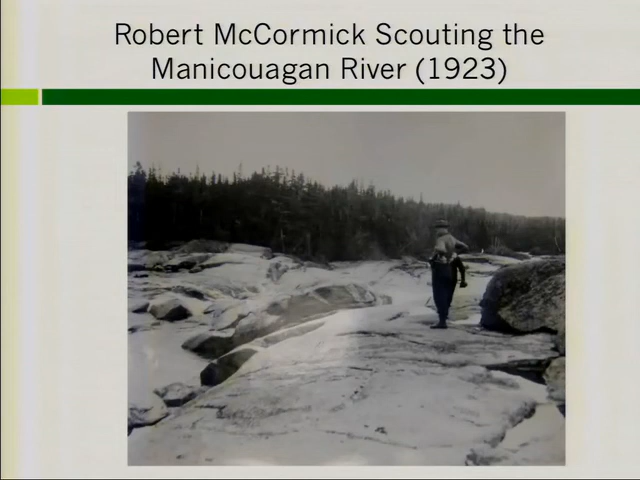 Robert McCormick Scouting the
Manicouagan River (1923)